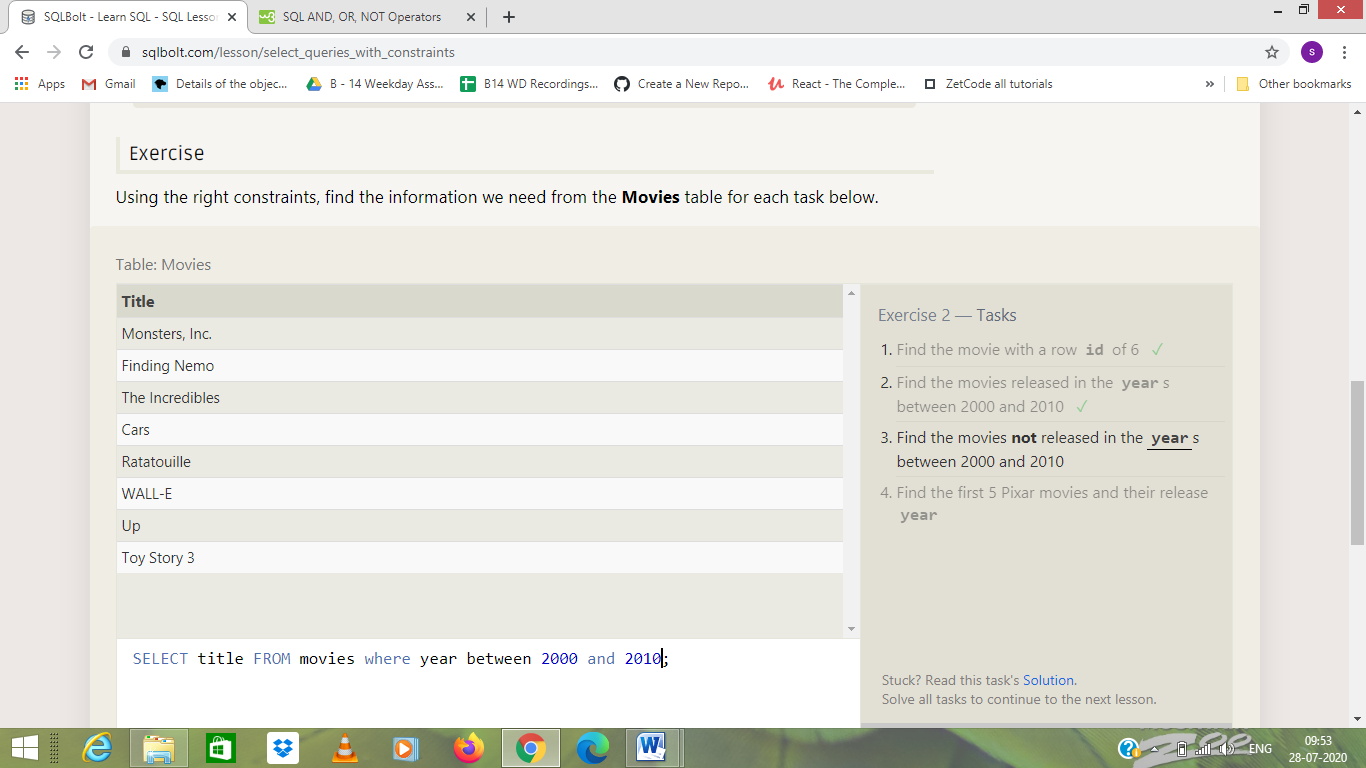 SQLBolt - Learn SQL - SQL Lesson
SQL AND, OR, NOT Operators
sqlbolt.com/lesson/select_queries_with_constraints
S
Apps
Gmail
Details of the objec...
B - 14 Weekday Ass...
B14 WD Recordings...
Create a New Repo...
React - The Comple...
ZetCode all tutorials
»
Other bookmarks
Exercise
Using the right constraints, find the information we need from the Movies table for each task below.
Table: Movies
Title
Monsters, Inc.
Finding Nemo
The Incredibles
Cars
Ratatouille
WALL-E
Up
Toy Story 3
SELECT title FROM movies where year between 2000 and 2010;
Exercise 2 — Tasks
1. Find the movie with a row id of 6 ✓
2. Find the movies released in the year s
between 2000 and 2010 ✓
3. Find the movies not released in the year s
between 2000 and 2010
4. Find the first 5 Pixar movies and their release
year
Stuck? Read this task's Solution.
Solve all tasks to continue to the next lesson.
ENG
09:53
28-07-2020